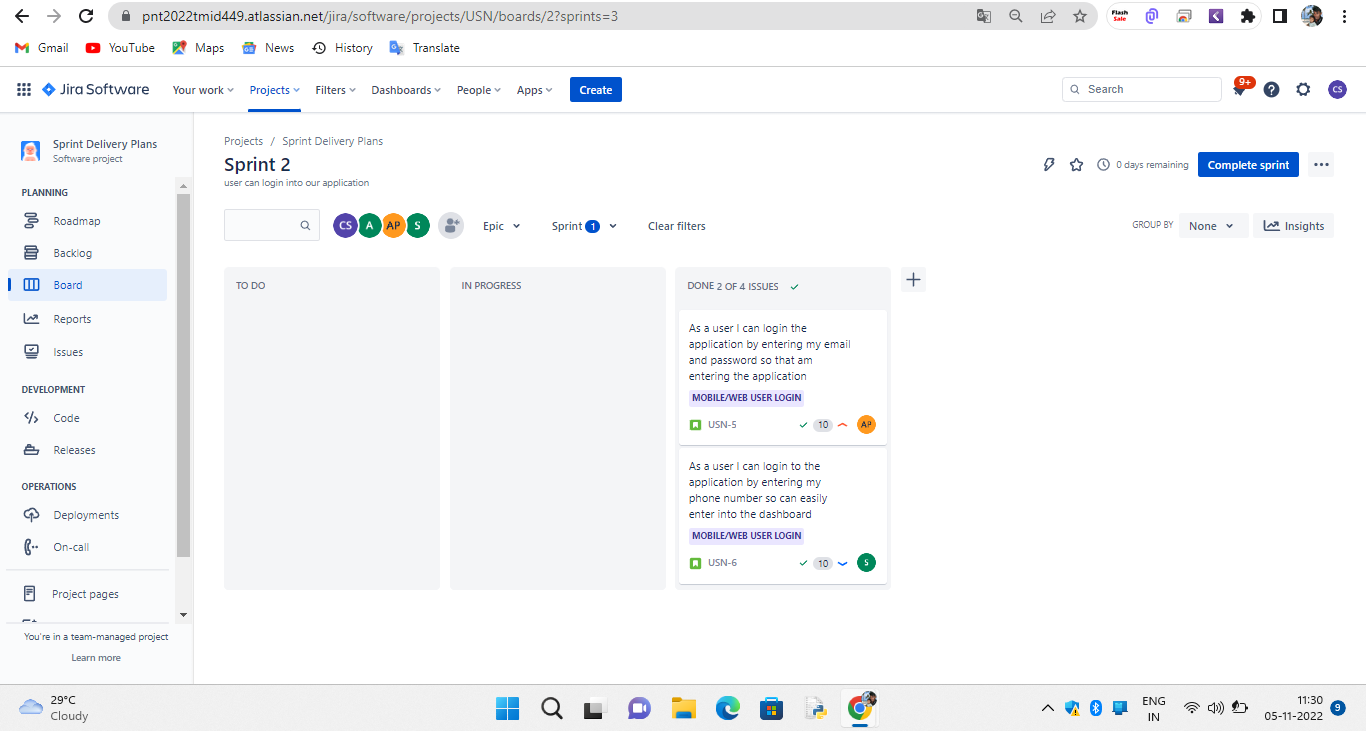 pnt2022tmid449.atlassian.net/jira/software/projects/USN/boards/2?sprints=3
Flash
Sale
Gmail YouTube Maps News History Translate
Jira Software Your work Projects Filters Dashboards People Apps Create Search 9+ CS
Sprint Delivery Plans
Software project
PLANNING
Roadmap
Backlog
Board
Reports
Issues
DEVELOPMENT
Code
Releases
OPERATIONS
Deployments
On-call
Project pages
You're in a team-managed project
Learn more
Projects / Sprint Delivery Plans
Sprint 2
user can login into our application
0 days remaining Complete sprint
CS A AP S Epic Sprint 1 Clear filters GROUP BY None Insights
TO DO
IN PROGRESS
DONE 2 OF 4 ISSUES
As a user I can login the
application by entering my email
and password so that am
entering the application
MOBILE/WEB USER LOGIN
USN-5 10 AP
As a user I can login to the
application by entering my
phone number so can easily
enter into the dashboard
MOBILE/WEB USER LOGIN
USN-6 10 S
29°C
Cloudy
ENG
IN
11:30
05-11-2022 9